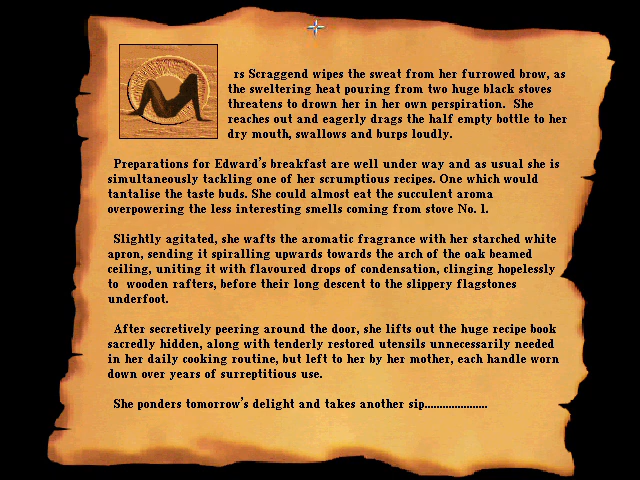 rs Scraggend wipes the sweat from her furrowed brow, as
the sweltering heat pouring from two huge black stoves
threatens to drown her in her own perspiration. She
reaches out and eagerly drags the half empty bottle to her
dry mouth, swallows and burps loudly.
Preparations for Edward's breakfast are well under way and as usual she is
simultaneously tackling one of her scrumptious recipes. One which would
tantalise the taste buds. She could almost eat the succulent aroma
overpowering the less interesting smells coming from stove No. 1.
Slightly agitated, she wafts the aromatic fragrance with her starched white
apron, sending it spiralling upwards towards the arch of the oak beamed
ceiling, uniting it with flavoured drops of condensation, clinging hopelessly
to wooden rafters, before their long descent to the slippery flagstones
underfoot.
After secretively peering around the door, she lifts out the huge recipe book
sacredly hidden, along with tenderly restored utensils unnecessarily needed
in her daily cooking routine, but left to her by her mother, each handle worn
down over years of surreptitious use.
She ponders tomorrow's delight and takes another sip.....................